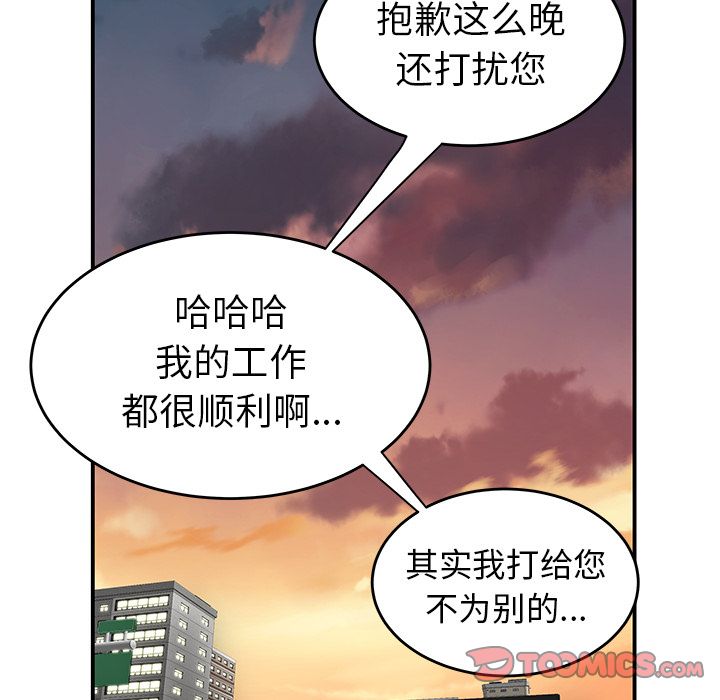 抱歉这么晚
还打扰您
哈哈哈
我的工作
都很顺利啊...
其实我打给您
不为别的...
TOOMICS.COM